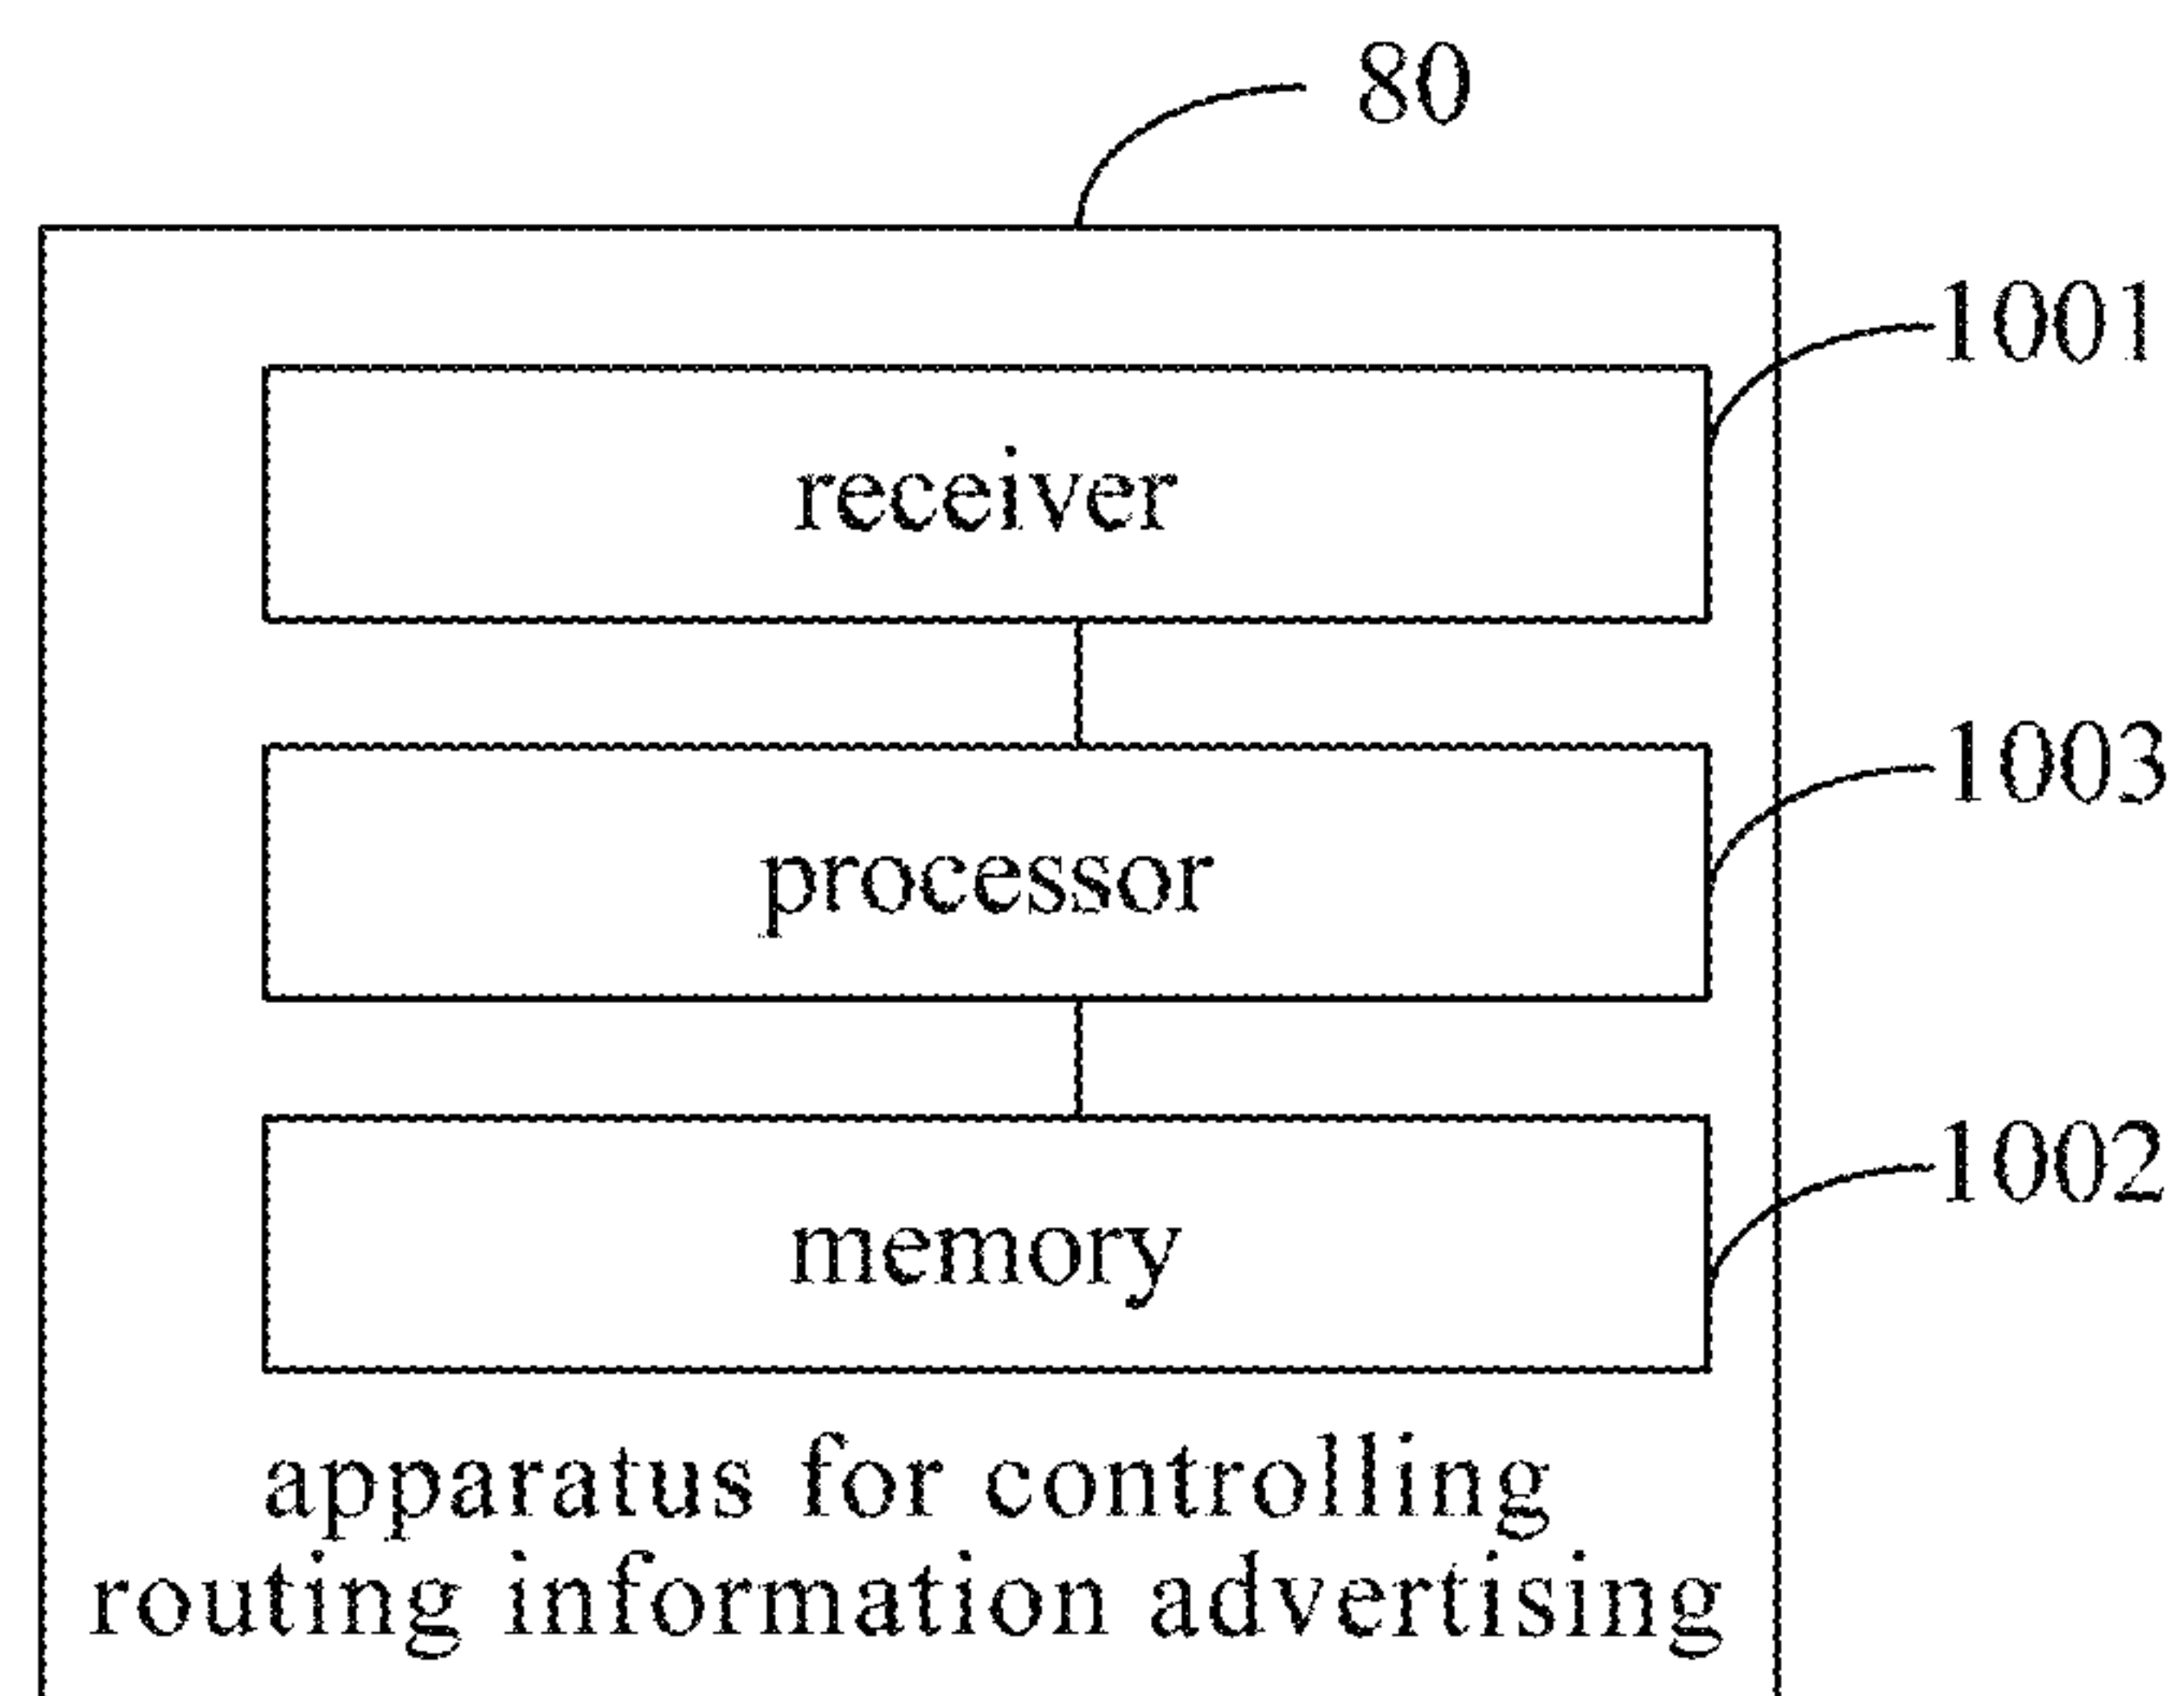 80
1001
receiver
1003
processor
1002
memory
apparatus for controlling
routing information advertising